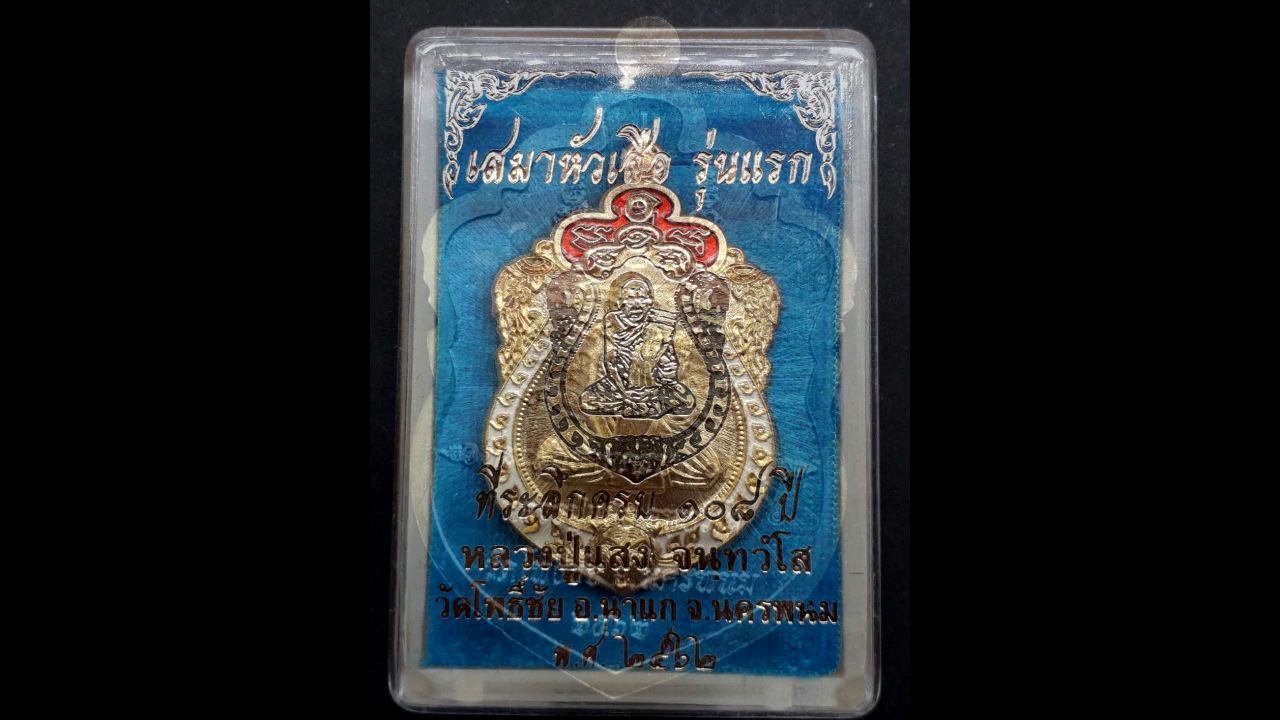 เสมาหัวเสือ รุ่นแรก
ที่ระลึกครบ ๑๐๘ ปี
หลวงปู่แสง จนฺทวํโส
วัดโพธิ์ชัย อ.นาแก จ.นครพนม
พ.ศ. ๒๕๖๒